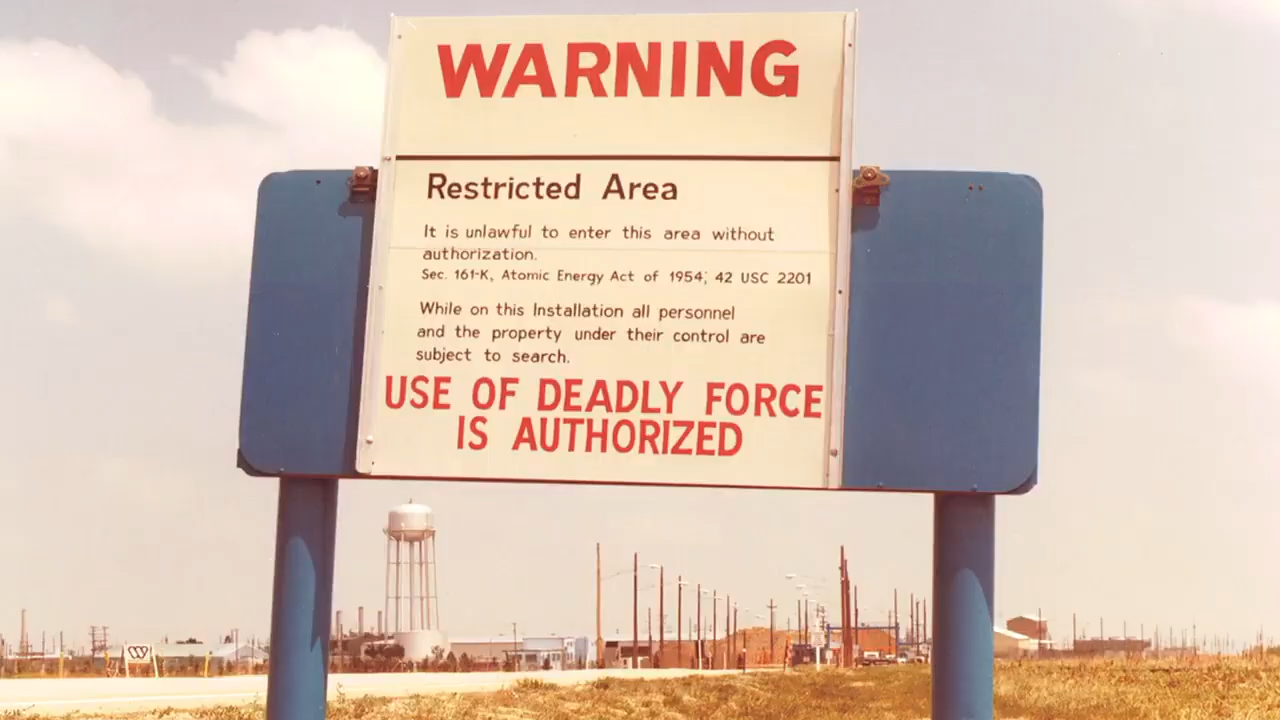 WARNING
Restricted Area
It is unlawful to enter this area without
authorization.
Sec. 161-K, Atomic Energy Act of 1954; 42 USC 2201
While on this Installation all personnel
and the property under their control are
subject to search.
USE OF DEADLY FORCE
IS AUTHORIZED